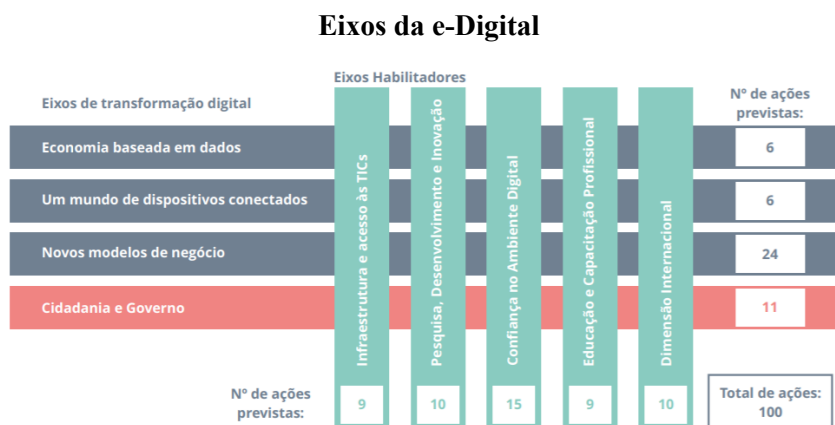 Eixos da e-Digital
Eixos Habilitadores
Eixos de transformação digital
Nº de ações
previstas:
Economia baseada em dados
6
Um mundo de dispositivos conectados
6
Novos modelos de negócio
24
Cidadania e Governo
11
Infraestrutura e acesso às TICs
Pesquisa, Desenvolvimento e Inovação
Confiança no Ambiente Digital
Educação e Capacitação Profissional
Dimensão Internacional
Nº de ações
previstas:
9
10
15
9
10
Total de ações:
100